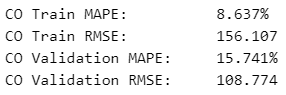 CO Train MAPE: 8.637%
CO Train RMSE: 156.107
CO Validation MAPE: 15.741%
CO Validation RMSE: 108.774